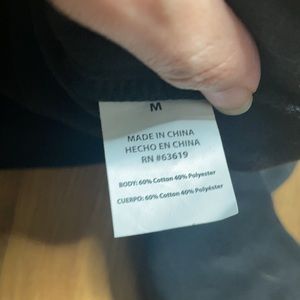 M
MADE IN CHINA
HECHO EN CHINA
RN #63619
BODY: 60% Cotton 40% Polyester
CUERPO: 60% Cotton 40% Polyester